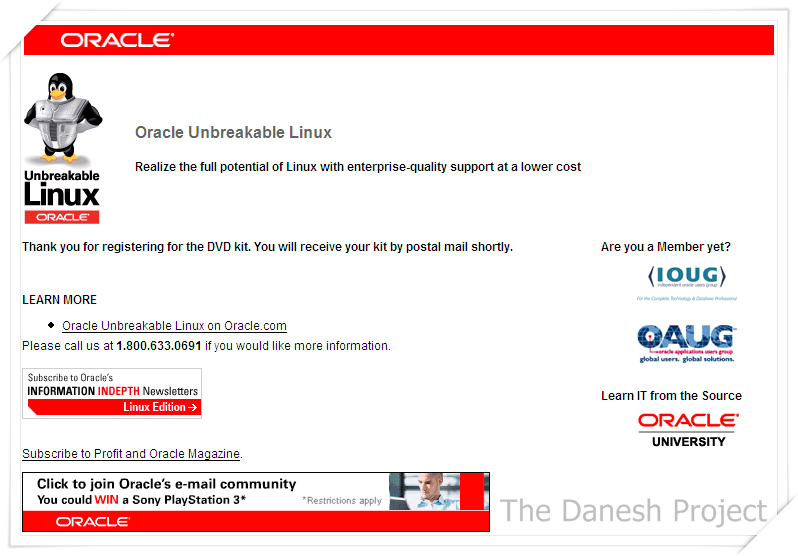 ORACLE
Oracle Unbreakable Linux
Realize the full potential of Linux with enterprise-quality support at a lower cost
Unbreakable
Linux
ORACLE
Thank you for registering for the DVD kit. You will receive your kit by postal mail shortly.
LEARN MORE
Oracle Unbreakable Linux on Oracle.com
Please call us at 1.800.633.0691 if you would like more information.
Subscribe to Oracle's
INFORMATION INDEPTH Newsletters
Linux Edition →
Subscribe to Profit and Oracle Magazine.
Click to join Oracle's e-mail community
You could WIN a Sony PlayStation 3* *Restrictions apply
ORACLE
Are you a Member yet?
IOUG
independent oracle users group
For the Complete Technology & Database Professional
OAUG
oracle applications users group
global users. global solutions.
Learn IT from the Source
ORACLE
UNIVERSITY
The Danesh Project